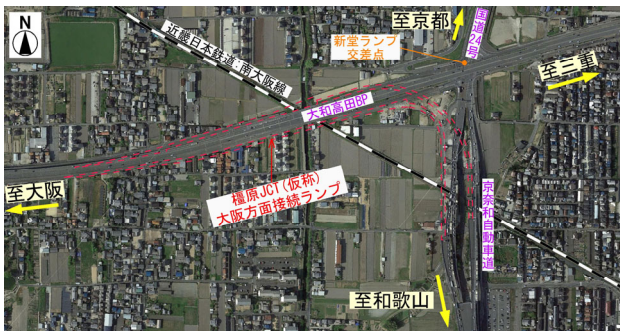 N
至京都
国道24号
新堂ランプ
交差点
近畿日本鉄道:南大阪線
至三重
大和高田BP
至大阪
橿原JCT(仮称)
大阪方面接続ランプ
京奈和自動車道
至和歌山